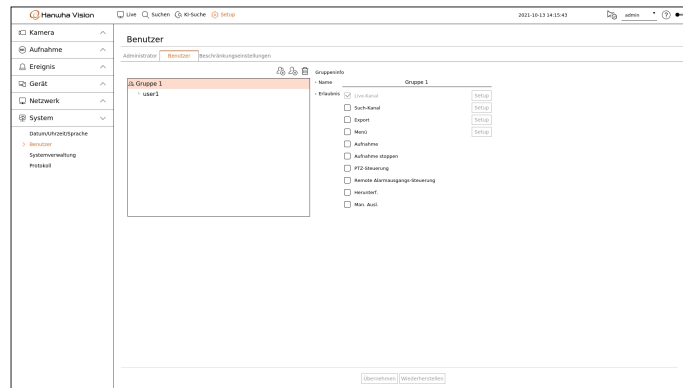 Hanwha Vision
Live Suchen KI-Suche Setup
2021-10-13 14:15:43
admin
Kamera
Aufnahme
Ereignis
Gerät
Netzwerk
System
Datum/Uhrzeit/Sprache
Benutzer
Systemverwaltung
Protokoll
Benutzer
Administrator Benutzer Beschränkungseinstellungen
Gruppe 1
user1
Gruppeninfo
Name Gruppe 1
Erlaubnis Live-Kanal Setup
Such-Kanal Setup
Export Setup
Menü Setup
Aufnahme
Aufnahme stoppen
PTZ-Steuerung
Remote Alarmausgangs-Steuerung
Herunterf.
Man. Ausl.
Übernehmen Wiederherstellen